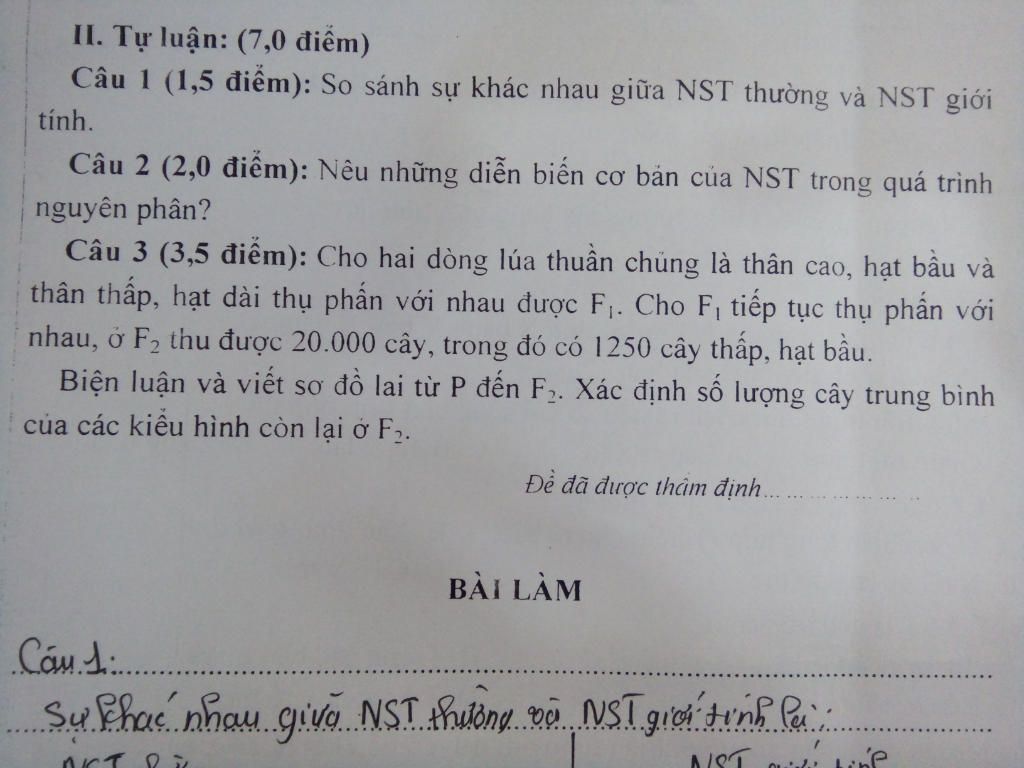 II. Tự luận: (7,0 điểm)
Câu 1 (1,5 điểm): So sánh sự khác nhau giữa NST thường và NST giới
tính.
Câu 2 (2,0 điểm): Nêu những diễn biến cơ bản của NST trong quá trình
nguyên phân?
Câu 3 (3,5 điểm): Cho hai dòng lúa thuần chủng là thân cao, hạt bầu và
thân thấp, hạt dài thụ phấn với nhau được F₁. Cho F₁ tiếp tục thụ phấn với
nhau, ở F₂ thu được 20.000 cây, trong đó có 1250 cây thấp, hạt bầu.
Biện luận và viết sơ đồ lai từ P đến F₂. Xác định số lượng cây trung bình
của các kiểu hình còn lại ở F₂.
Đề đã được thẩm định... ... ... ... ... ... ..
BÀI LÀM
Câu 1:
Sự khác nhau giữa NST thường và NST giới tính là:
NST NST giới tính